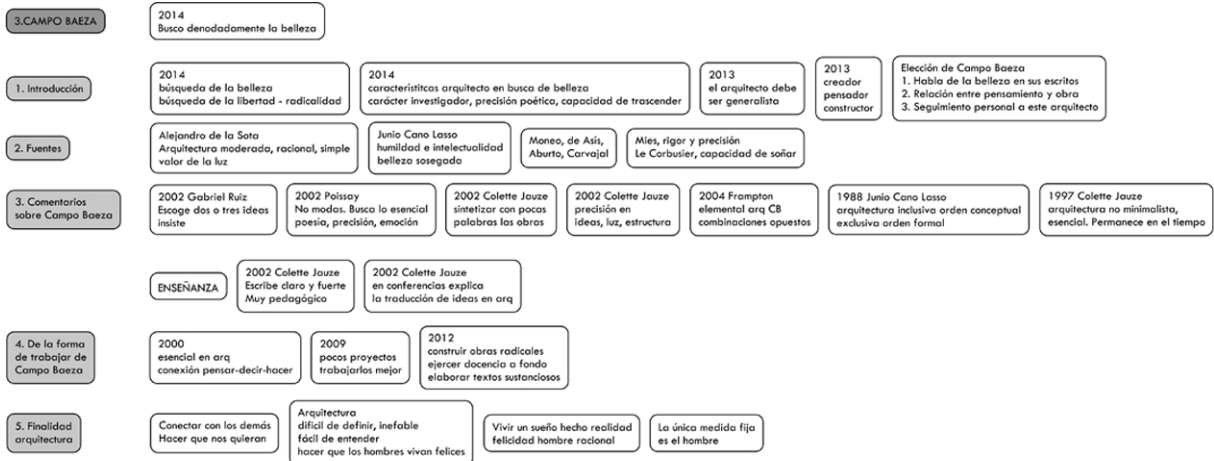 3.CAMPO BAEZA
2014
Busco denodadamente la belleza
1. Introducción
2014
búsqueda de la belleza
búsqueda de la libertad - radicalidad
2014
caracteristítcas arquitecto en busca de belleza
carácter investigador, precisión poética, capacidad de trascender
2013
el arquitecto debe
ser generalista
2013
creador
pensador
constructor
Elección de Campo Baeza
1. Habla de la belleza en sus escritos
2. Relación entre pensamiento y obra
3. Seguimiento personal a este arquitecto
2. Fuentes
Alejandro de la Sota
Arquitectura moderada, racional, simple
valor de la luz
Junio Cano Lasso
humildad e intelectualidad
belleza sosegada
Moneo, de Asís,
Aburto, Carvajal
Mies, rigor y precisión
Le Corbusier, capacidad de soñar
3. Comentarios
sobre Campo Baeza
2002 Gabriel Ruiz
Escoge dos o tres ideas
insiste
2002 Poissay
No modas. Busca lo esencial
poesía, precisión, emoción
2002 Colette Jauze
sintetizar con pocas
palabras las obras
2002 Colette Jauze
precisión en
ideas, luz, estructura
2004 Frampton
elemental arq CB
combinaciones opuestos
1988 Junio Cano Lasso
arquitectura inclusiva orden conceptual
exclusiva orden formal
1997 Colette Jauze
arquitectura no minimalista,
esencial. Permanece en el tiempo
ENSEÑANZA
2002 Colette Jauze
Escribe claro y fuerte
Muy pedagógico
2002 Colette Jauze
en conferencias explica
la traducción de ideas en arq
4. De la forma
de trabajar de
Campo Baeza
2000
esencial en arq
conexión pensar-decir-hacer
2009
pocos proyectos
trabajarlos mejor
2012
construir obras radicales
ejercer docencia a fondo
elaborar textos sustanciosos
5. Finalidad
arquitectura
Conectar con los demás
Hacer que nos quieran
Arquitectura
dificil de definir, inefable
fácil de entender
hacer que los hombres vivan felices
Vivir un sueño hecho realidad
felicidad hombre racional
La única medida fija
es el hombre